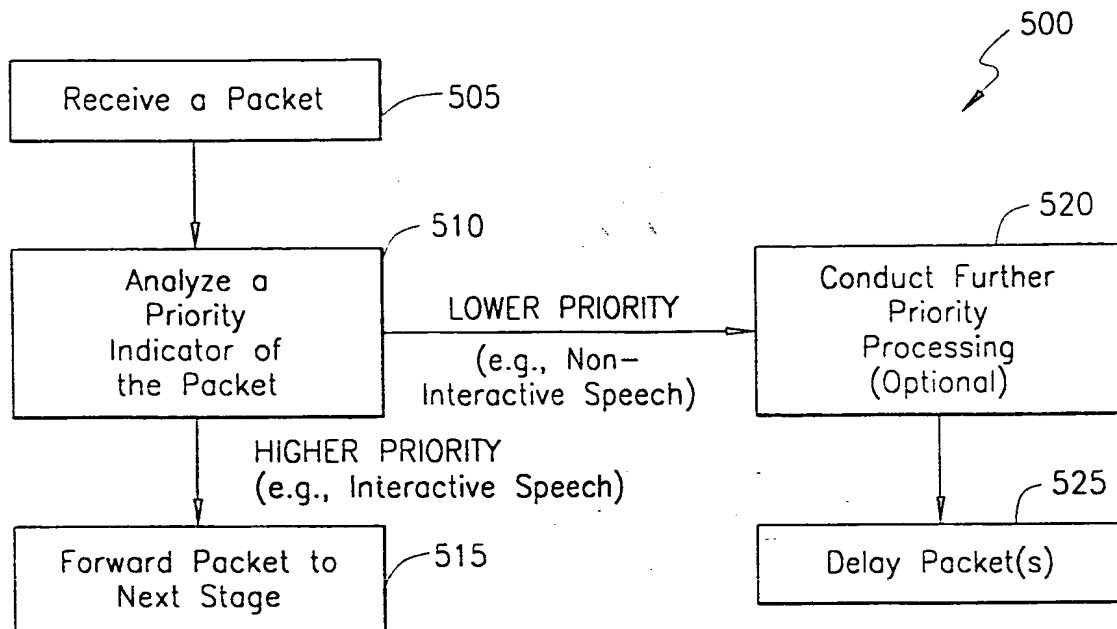 500
Receive a Packet
505
510
Analyze a
Priority
Indicator of
the Packet
LOWER PRIORITY
(e.g., Non-
Interactive Speech)
520
Conduct Further
Priority
Processing
(Optional)
HIGHER PRIORITY
(e.g., Interactive Speech)
Forward Packet to
Next Stage
515
525
Delay Packet(s)